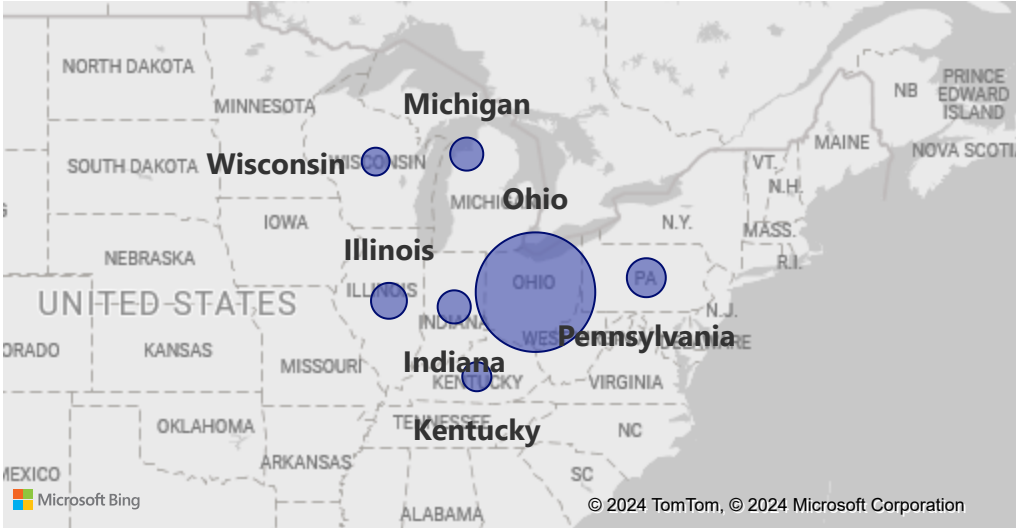 NORTH DAKOTA
MINNESOTA
Michigan
NB
PRINCE
EDWARD
ISLAND
MAINE
NOVA SCOTI
SOUTH DAKOTA
Wisconsin
WISCONSIN
VT.
N.H.
MICHIGAN
Ohio
IOWA
N.Y.
MASS.
NEBRASKA
Illinois
R.I.
ILLINOIS
OHIO
PA
UNITED STATES
INDIANA
N.J.
WEST
Pennsylvania
DELAWARE
ORADO
KANSAS
MISSOURI
Indiana
KENTUCKY
VIRGINIA
OKLAHOMA
TENNESSEE
Kentucky
NC
ARKANSAS
MEXICO
SC
Microsoft Bing
ALABAMA
© 2024 TomTom, © 2024 Microsoft Corporation